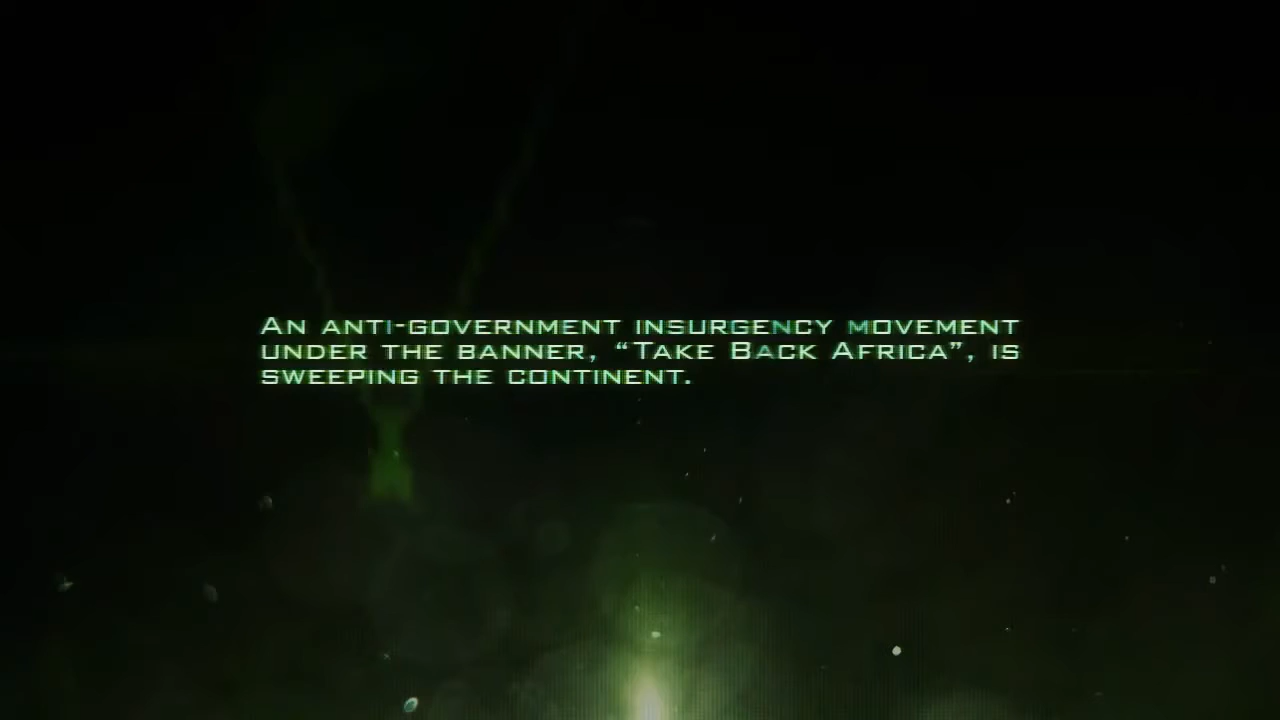 An anti-government insurgency movement
under the banner, “Take Back Africa”, is
sweeping the continent.